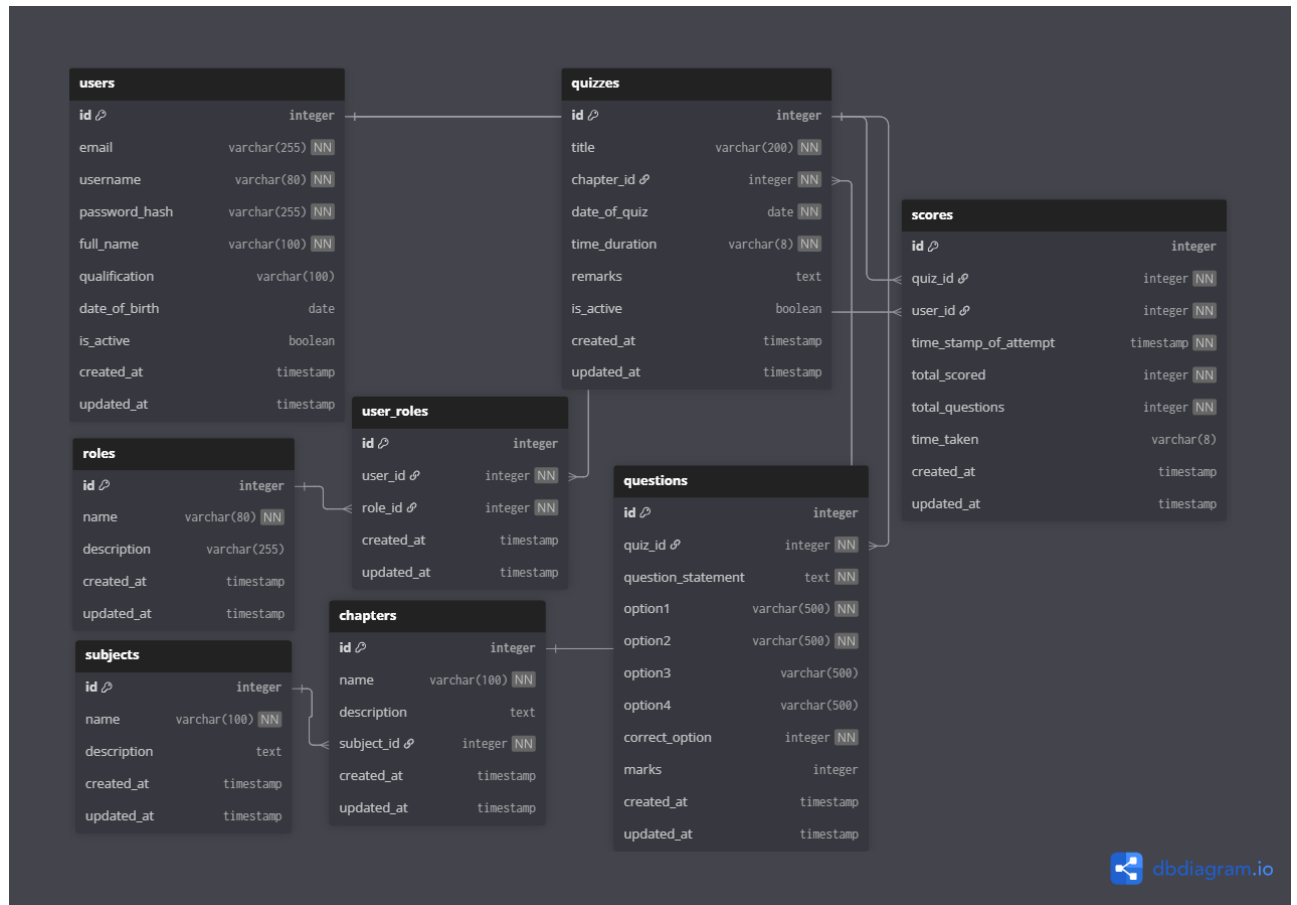 users
id integer
email varchar(255) NN
username varchar(80) NN
password_hash varchar(255) NN
full_name varchar(100) NN
qualification varchar(100)
date_of_birth date
is_active boolean
created_at timestamp
updated_at timestamp
quizzes
id integer
title varchar(200) NN
chapter_id integer NN
date_of_quiz date NN
time_duration varchar(8) NN
remarks text
is_active boolean
created_at timestamp
updated_at timestamp
scores
id integer
quiz_id integer NN
user_id integer NN
time_stamp_of_attempt timestamp NN
total_scored integer NN
total_questions integer NN
time_taken varchar(8)
created_at timestamp
updated_at timestamp
user_roles
id integer
user_id integer NN
role_id integer NN
created_at timestamp
updated_at timestamp
roles
id integer
name varchar(80) NN
description varchar(255)
created_at timestamp
updated_at timestamp
questions
id integer
quiz_id integer NN
question_statement text NN
option1 varchar(500) NN
option2 varchar(500) NN
option3 varchar(500)
option4 varchar(500)
correct_option integer NN
marks integer
created_at timestamp
updated_at timestamp
chapters
id integer
name varchar(100) NN
description text
subject_id integer NN
created_at timestamp
updated_at timestamp
subjects
id integer
name varchar(100) NN
description text
created_at timestamp
updated_at timestamp
dbdiagram.io